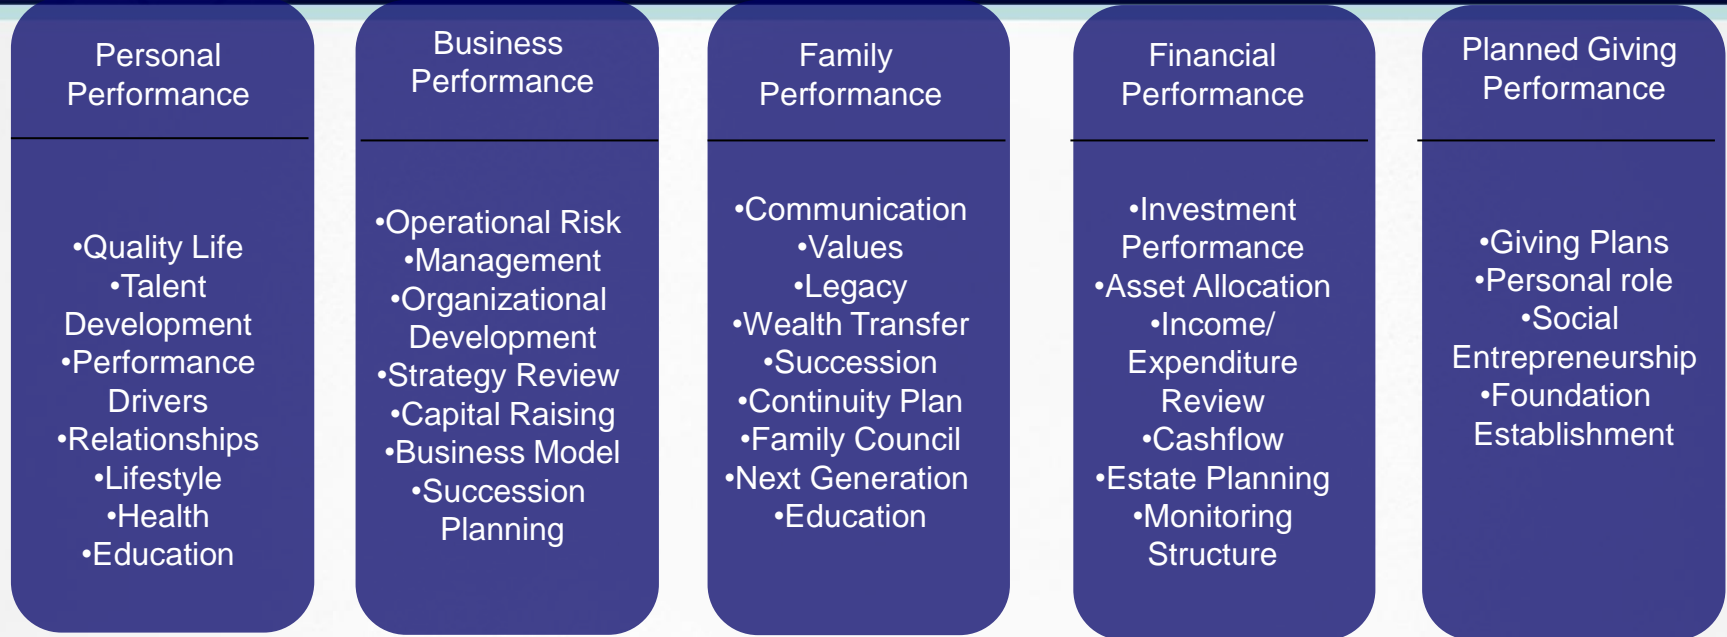 Personal
Performance
•Quality Life
•Talent
Development
•Performance
Drivers
•Relationships
•Lifestyle
•Health
•Education
Business
Performance
•Operational Risk
•Management
•Organizational
Development
•Strategy Review
•Capital Raising
•Business Model
•Succession
Planning
Family
Performance
•Communication
•Values
•Legacy
•Wealth Transfer
•Succession
•Continuity Plan
•Family Council
•Next Generation
•Education
Financial
Performance
•Investment
Performance
•Asset Allocation
•Income/
Expenditure
Review
•Cashflow
•Estate Planning
•Monitoring
Structure
Planned Giving
Performance
•Giving Plans
•Personal role
•Social
Entrepreneurship
•Foundation
Establishment